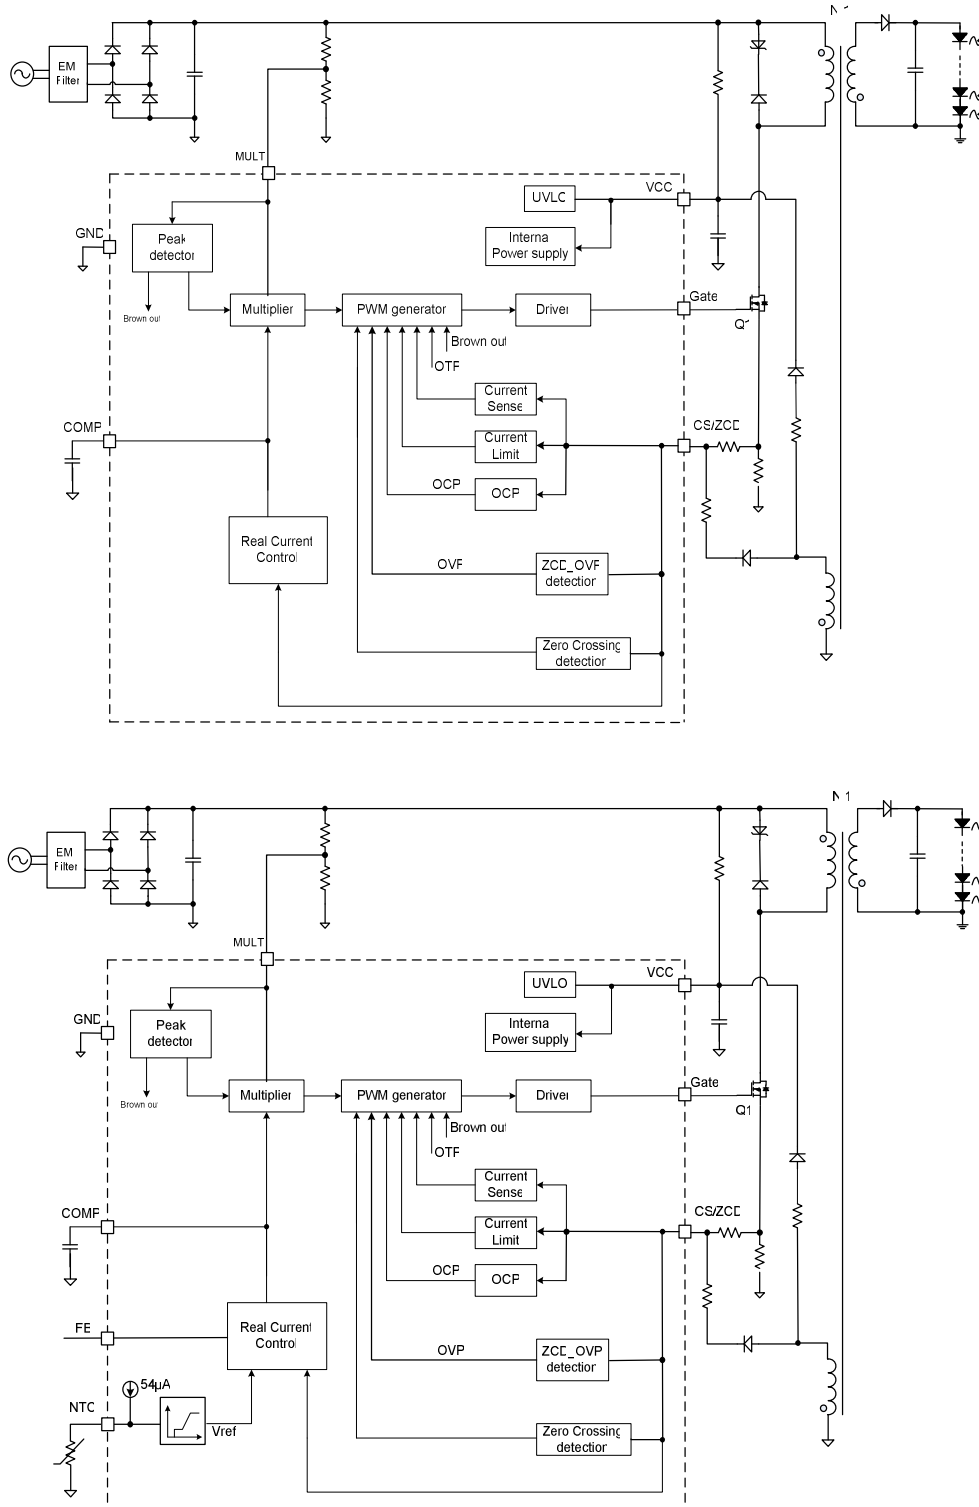 EM
Filter
MULT
UVLC
VCC
GND
Peak
detector
Interna
Power supply
Brown out
Multiplier
PWM generator
Driver
Gate
Q
Brown out
OTF
Current
Sense
COMP
Current
Limit
CS/ZCD
OCP
OCP
Real Current
Control
OVF
ZCD_OVF
detection
Zero Crossing
detection
N 1
EM
Filter
MULT
UVLO
VCC
GND
Peak
detector
Interna
Power supply
Brown out
Multiplier
PWM generator
Driver
Gate
Q1
Brown out
OTF
Current
Sense
COMP
Current
Limit
CS/ZCD
OCP
OCP
FE
Real Current
Control
OVP
ZCD_OVP
detection
54µA
NTC
Vref
Zero Crossing
detection